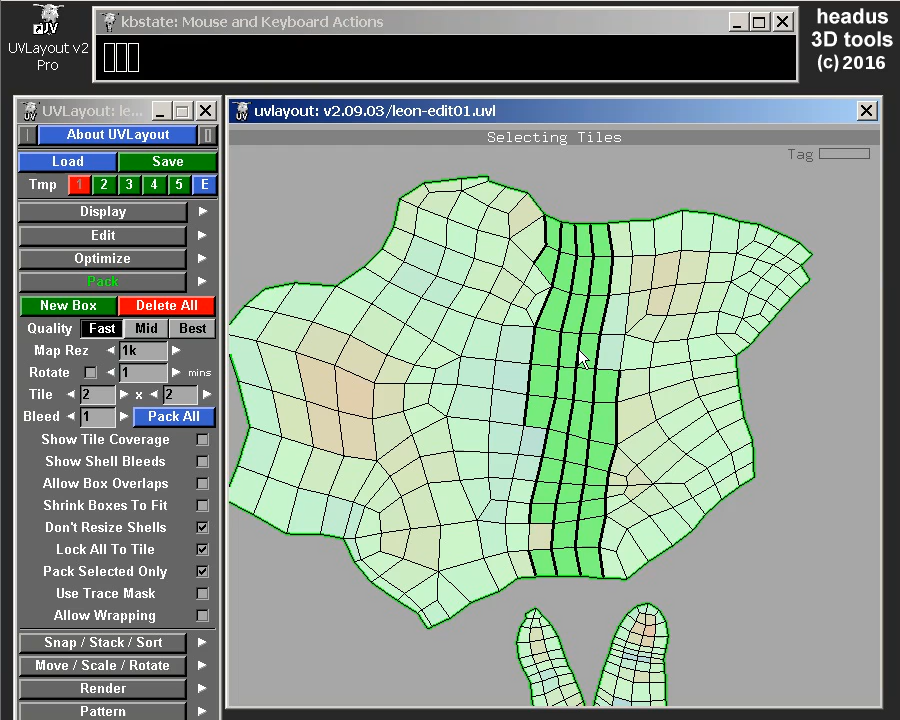 UVLayout v2
Pro
kbstate: Mouse and Keyboard Actions
headus
3D tools
(c) 2016
UVLayout: le...
About UVLayout
Load Save
Tmp 1 2 3 4 5 E
Display
Edit
Optimize
Pack
New Box Delete All
Quality Fast Mid Best
Map Rez 1k
Rotate 1 mins
Tile 2 x 2
Bleed 1 Pack All
Show Tile Coverage
Show Shell Bleeds
Allow Box Overlaps
Shrink Boxes To Fit
Don't Resize Shells
Lock All To Tile
Pack Selected Only
Use Trace Mask
Allow Wrapping
Snap / Stack / Sort
Move / Scale / Rotate
Render
Pattern
uvlayout: v2.09.03/leon-edit01.uvl
Selecting Tiles
Tag